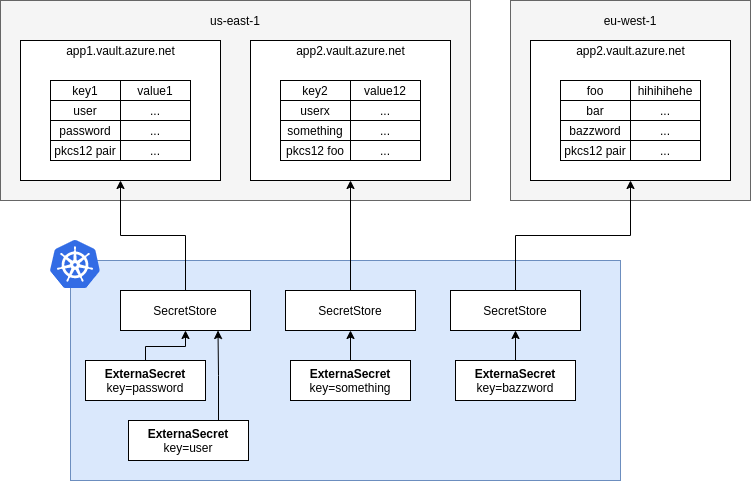 us-east-1
eu-west-1
app1.vault.azure.net
app2.vault.azure.net
app2.vault.azure.net
key1 value1
user ...
password ...
pkcs12 pair ...
key2 value12
userx ...
something ...
pkcs12 foo ...
foo hihihihehe
bar ...
bazzword ...
pkcs12 pair ...
SecretStore
SecretStore
SecretStore
ExternaSecret
key=password
ExternaSecret
key=something
ExternaSecret
key=bazzword
ExternaSecret
key=user